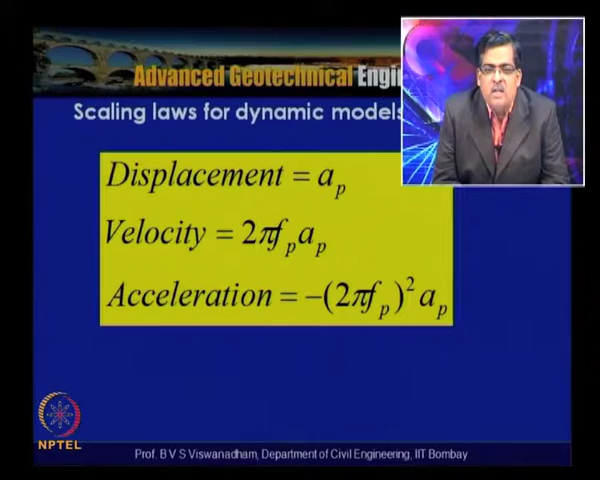 Advanced Geotechnical Engi
Scaling laws for dynamic models
Displacement = a_p
Velocity = 2πf_p a_p
Acceleration = −(2πf_p)² a_p
NPTEL
Prof. B V S Viswanadham, Department of Civil Engineering, IIT Bombay